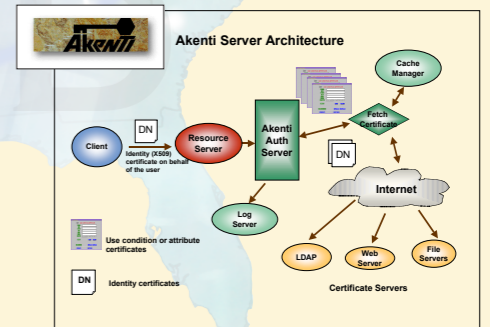 Akenti
Akenti Server Architecture
Cache
Manager
DN
Fetch
Certificate
Client
Resource
Server
Akenti
Auth
Server
Identity (X509)
certificate on behalf
of the user
DN
Internet
Log
Server
Use condition or attribute
certificates
LDAP
Web
Server
File
Servers
DN
Identity certificates
Certificate Servers